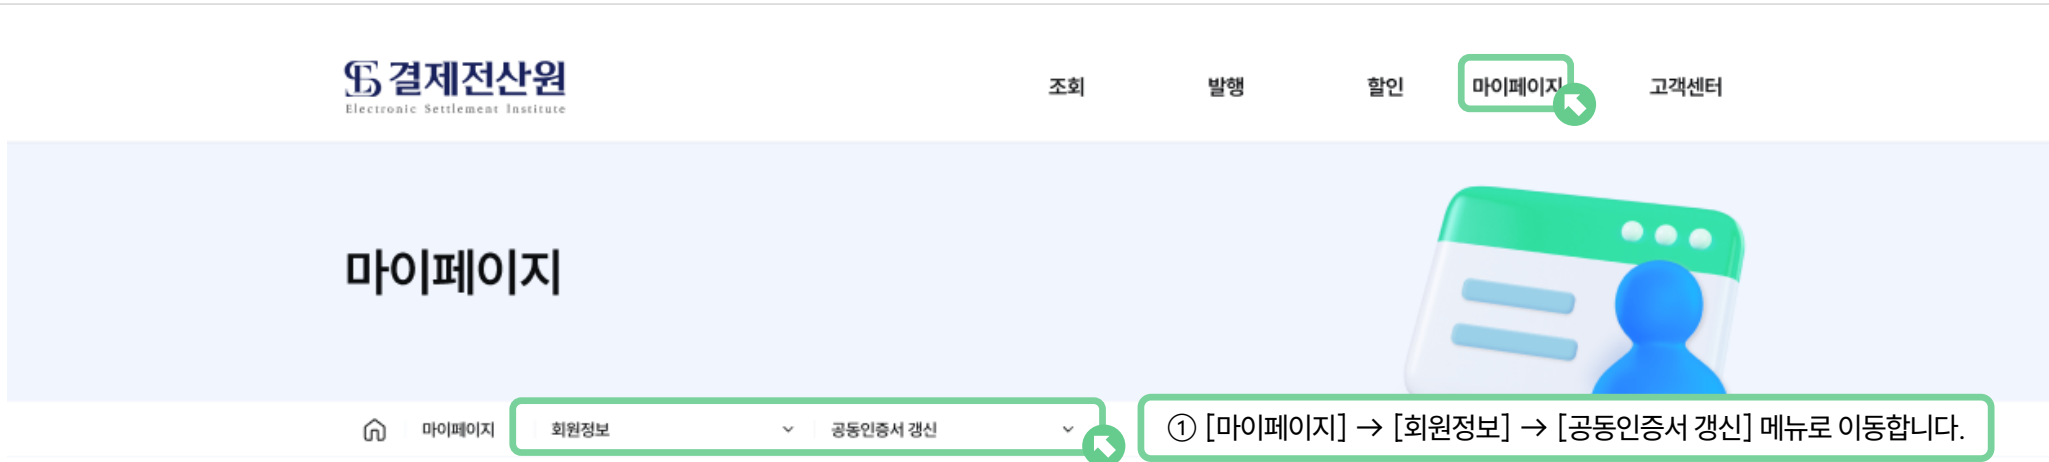 결제전산원
Electronic Settlement Institute
조회 발행 할인 마이페이지 고객센터
마이페이지
마이페이지 회원정보 공동인증서 갱신
① [마이페이지] → [회원정보] → [공동인증서 갱신] 메뉴로 이동합니다.